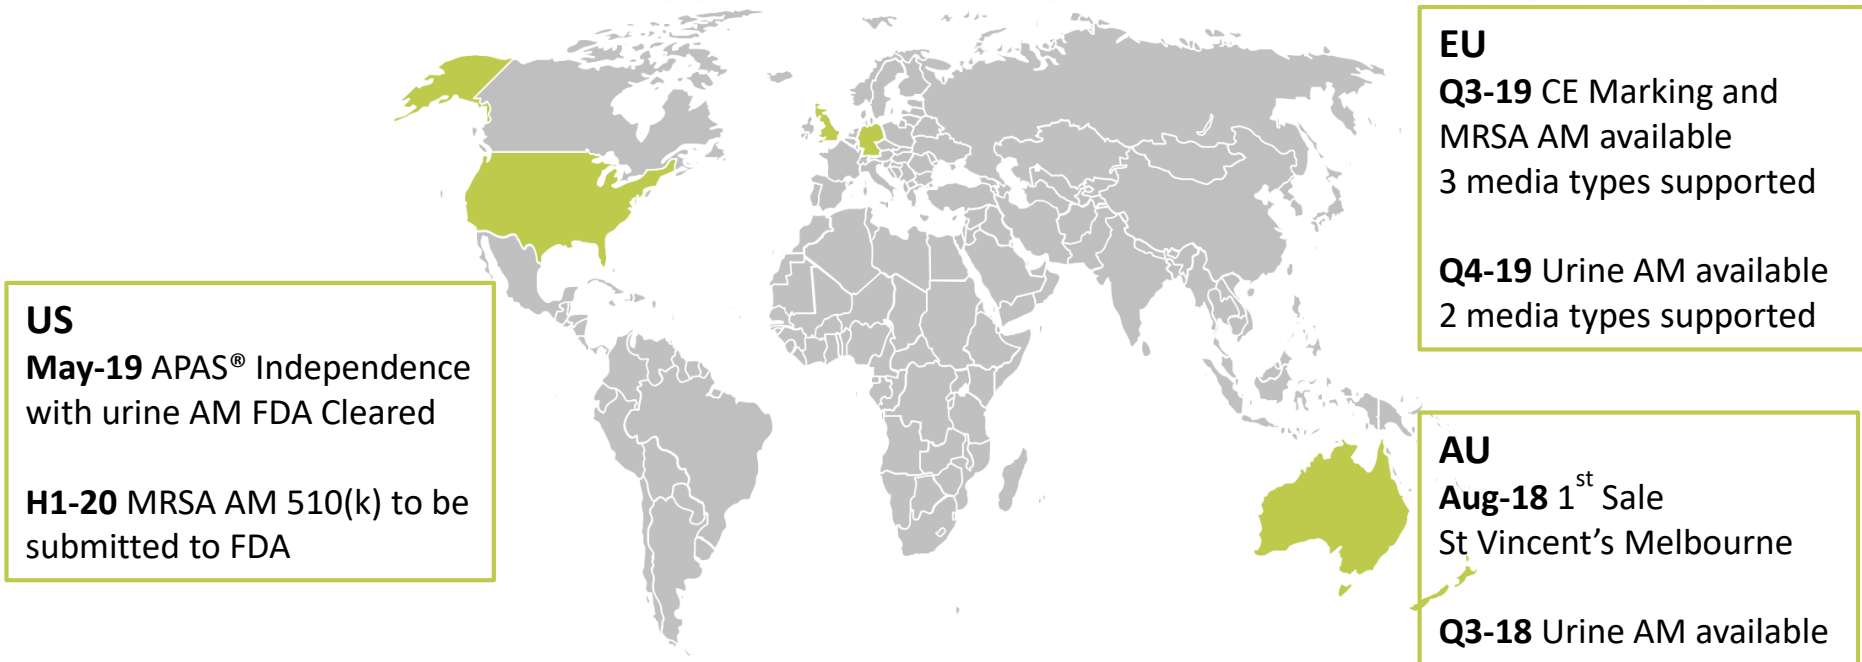 EU
Q3-19 CE Marking and
MRSA AM available
3 media types supported
Q4-19 Urine AM available
2 media types supported
US
May-19 APAS® Independence
with urine AM FDA Cleared
H1-20 MRSA AM 510(k) to be
submitted to FDA
AU
Aug-18 1st Sale
St Vincent's Melbourne
Q3-18 Urine AM available